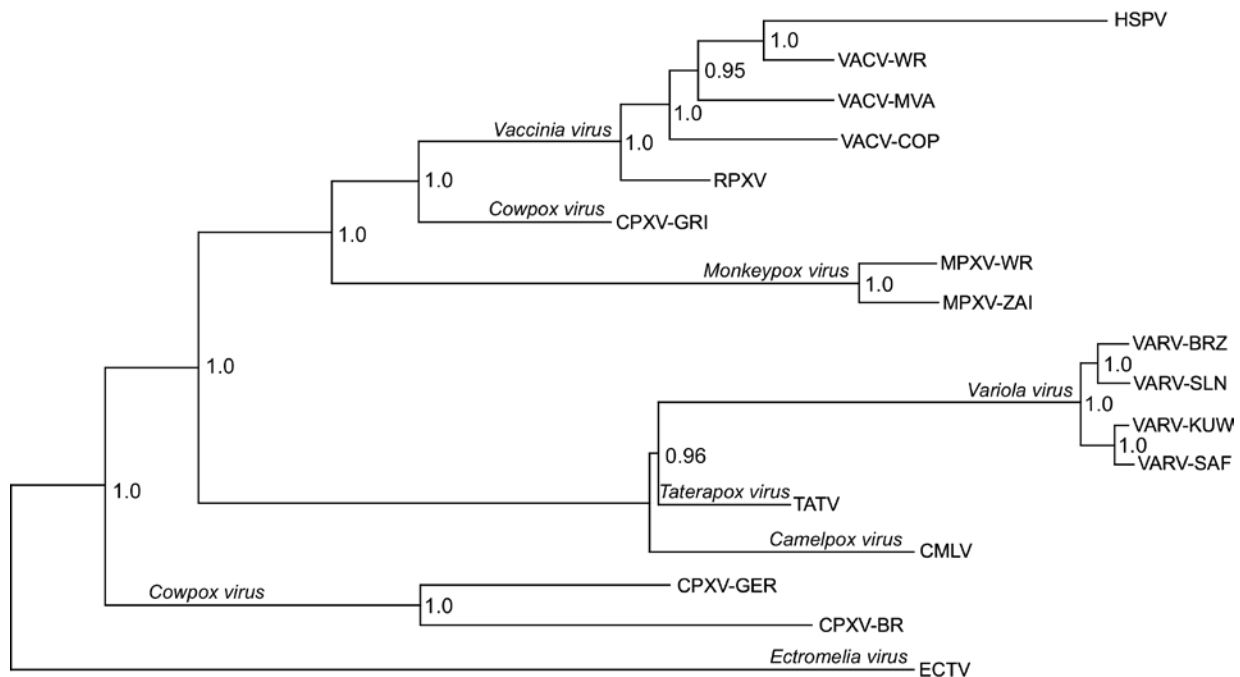 HSPV
1.0
VACV-WR
0.95
VACV-MVA
1.0
Vaccinia virus
VACV-COP
1.0
RPXV
1.0
Cowpox virus
CPXV-GRI
1.0
Monkeypox virus
MPXV-WR
1.0
MPXV-ZAI
VARV-BRZ
1.0
1.0
VARV-SLN
Variola virus
1.0
VARV-KUW
1.0
VARV-SAF
0.96
Taterapox virus
TATV
1.0
Camelpox virus
CMLV
CPXV-GER
Cowpox virus
1.0
CPXV-BR
Ectromelia virus
ECTV